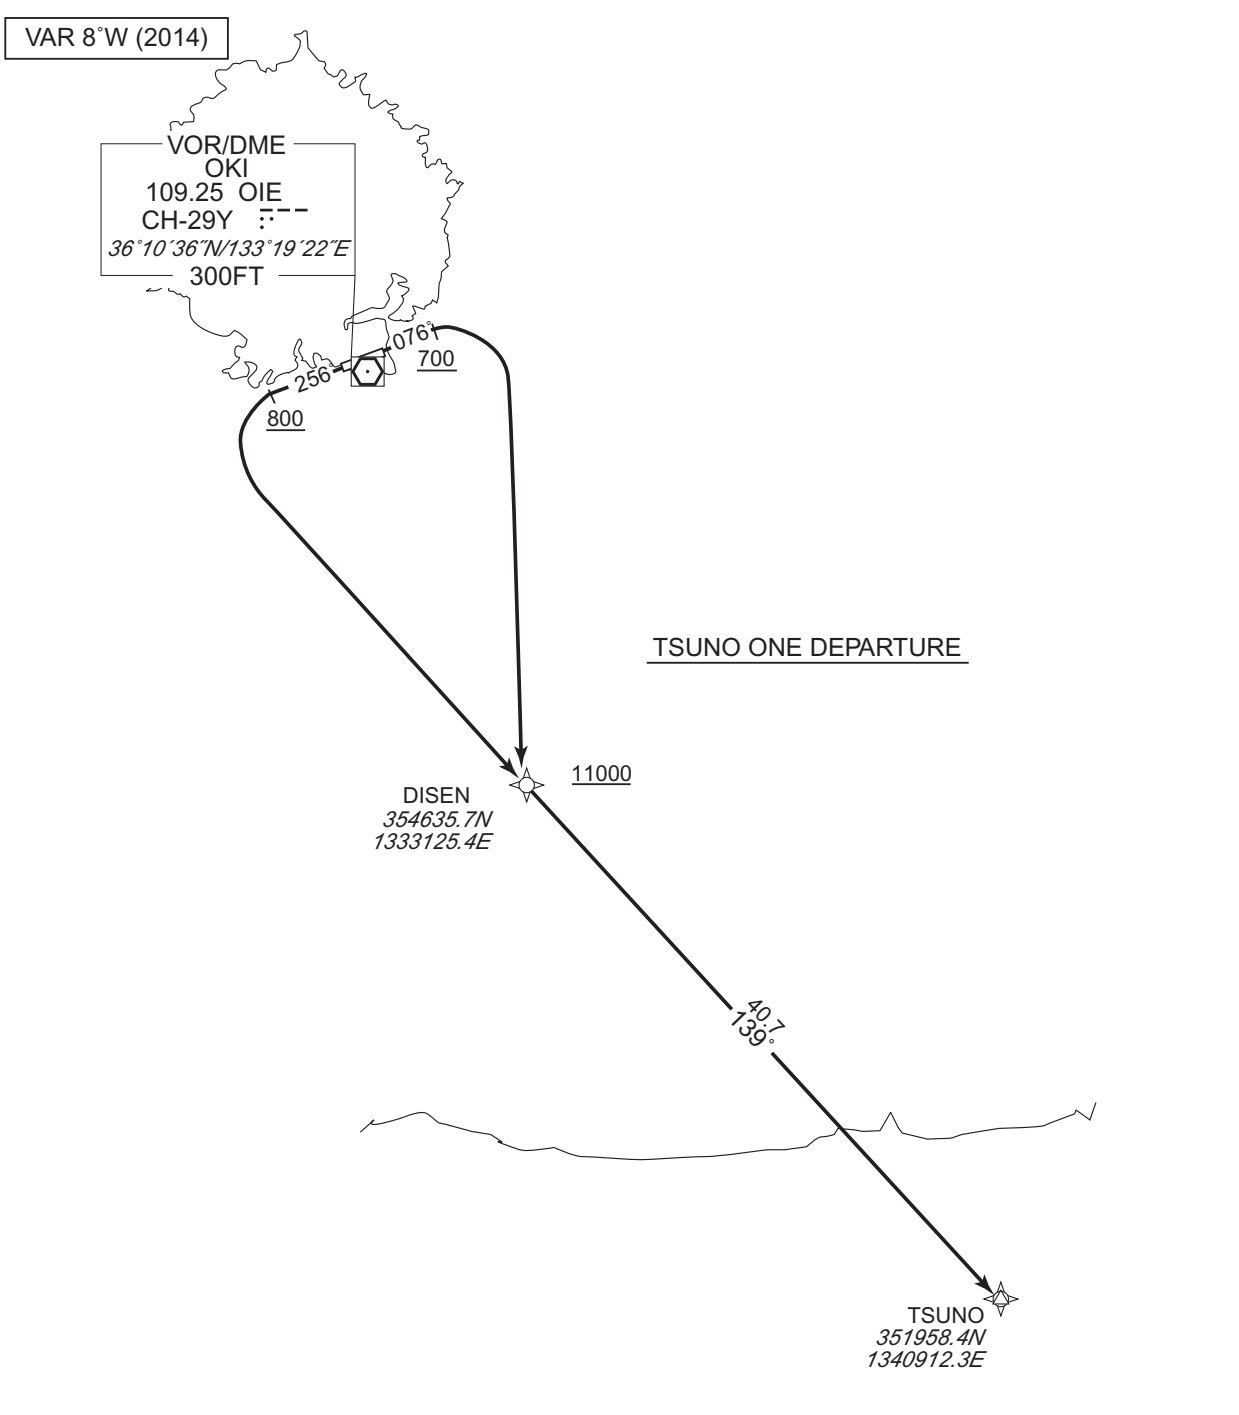 VAR 8°W (2014)
VOR/DME
OKI
109.25 OIE
CH-29Y
36°10´36˝N/133°19´22˝E
300FT
076°
700
256°
800
TSUNO ONE DEPARTURE
11000
DISEN
354635.7N
1333125.4E
40.7
139°
TSUNO
351958.4N
1340912.3E